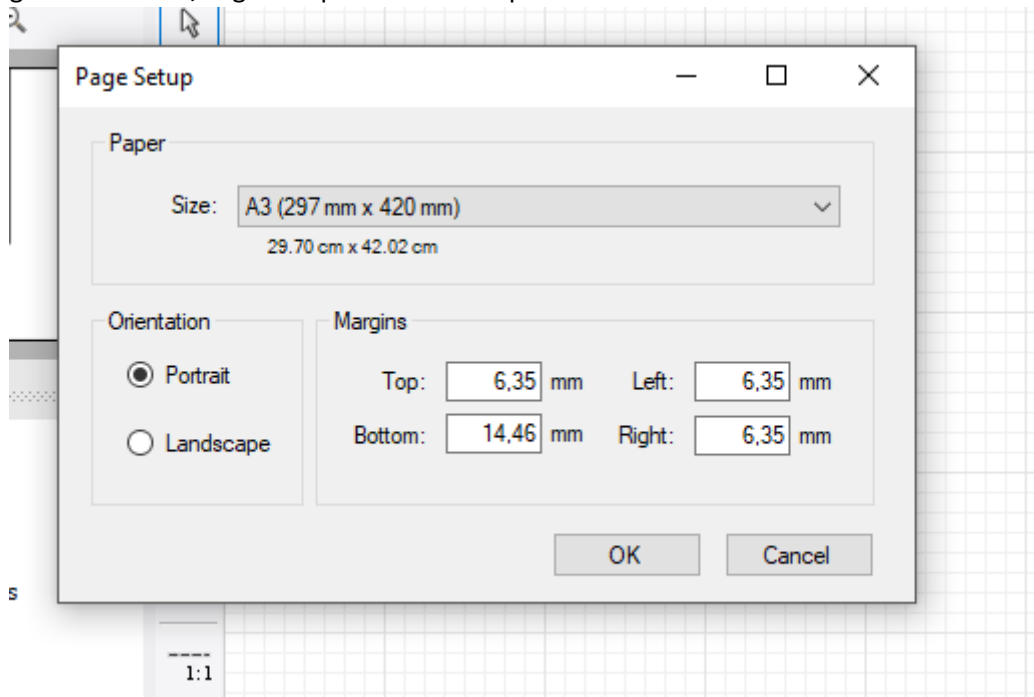 Page Setup
Paper
Size: A3 (297 mm x 420 mm)
29.70 cm x 42.02 cm
Orientation
Portrait
Landscape
Margins
Top: 6,35 mm Left: 6,35 mm
Bottom: 14,46 mm Right: 6,35 mm
OK Cancel
s
1:1